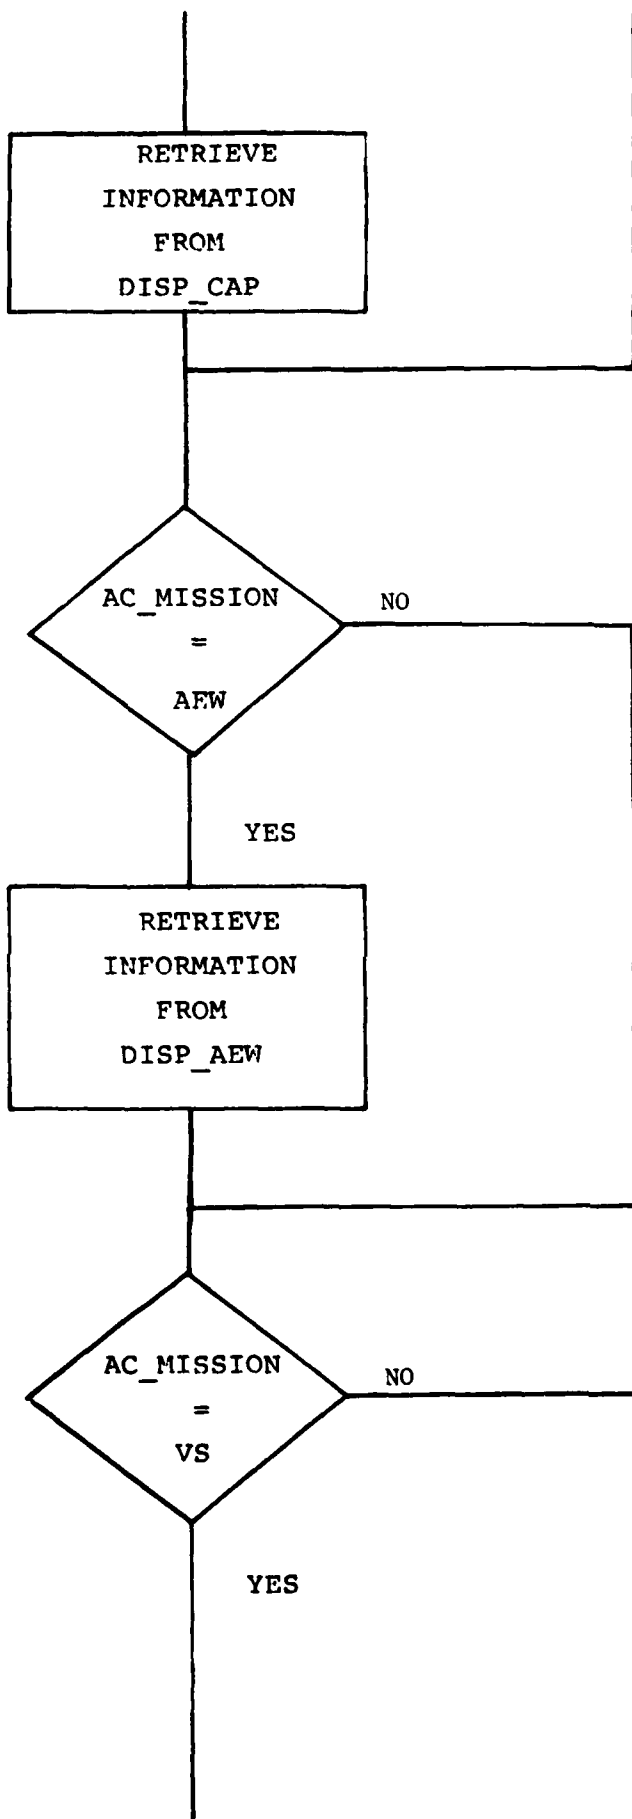 RETRIEVE
INFORMATION
FROM
DISP_CAP
AC_MISSION
=
AEW
NO
YES
RETRIEVE
INFORMATION
FROM
DISP_AEW
AC_MISSION
=
VS
NO
YES